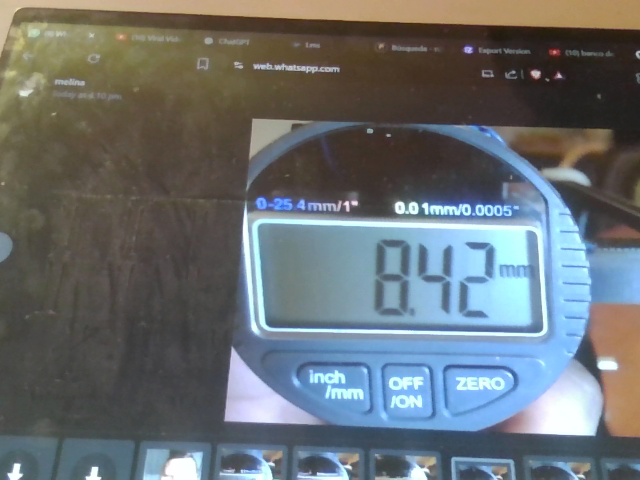 ChatGPT
Export Version
web.whatsapp.com
melina
0-25.4mm/1"
0.01mm/0.0005"
8.42 mm
inch
/mm
OFF
/ON
ZERO